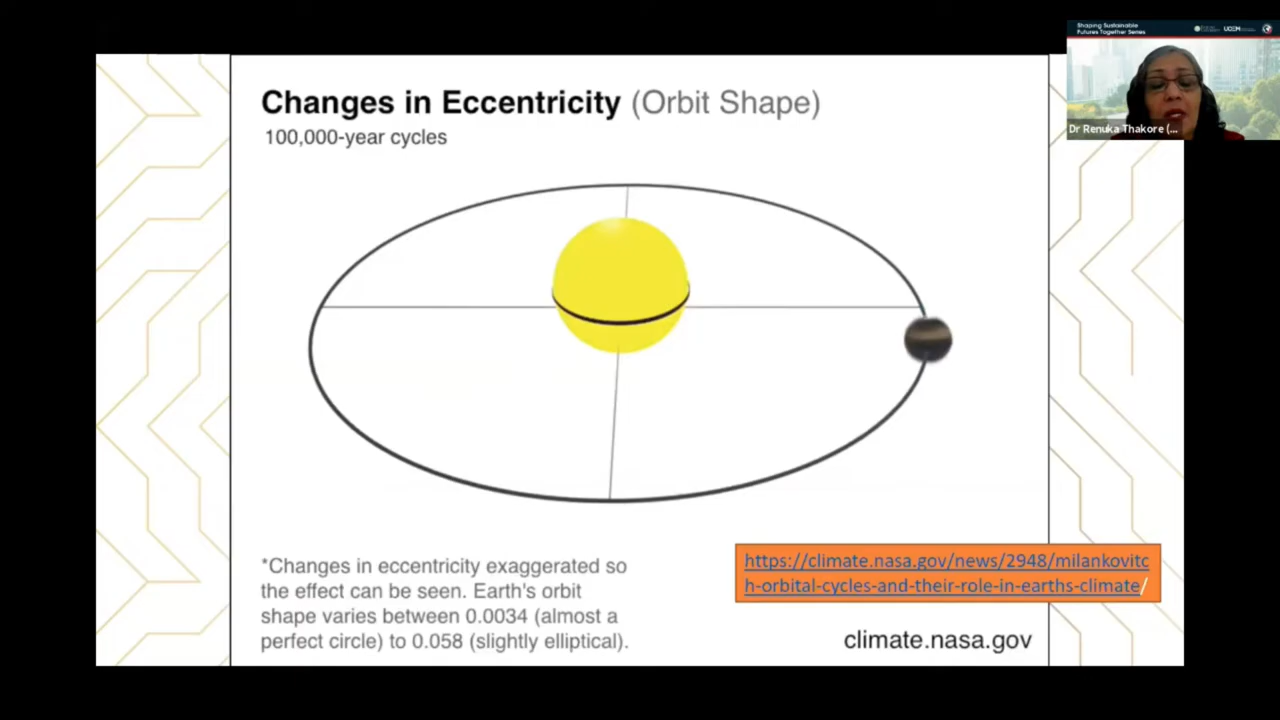 Changes in Eccentricity (Orbit Shape)
100,000-year cycles
*Changes in eccentricity exaggerated so
the effect can be seen. Earth's orbit
shape varies between 0.0034 (almost a
perfect circle) to 0.058 (slightly elliptical).
https://climate.nasa.gov/news/2948/milankovitc
h-orbital-cycles-and-their-role-in-earths-climate/
climate.nasa.gov
Shaping Sustainable
Futures Together Series
UCEM
Dr Renuka Thakore (...